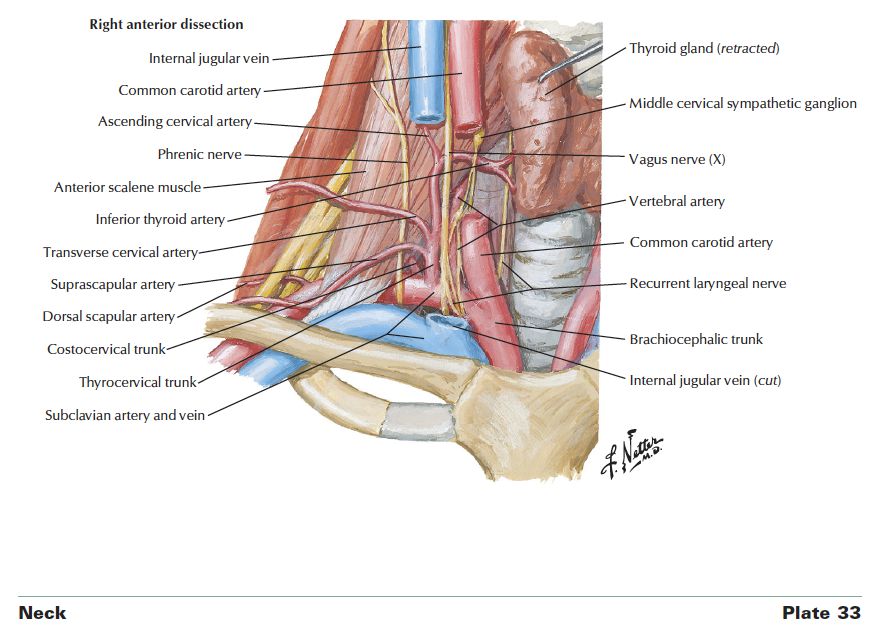 Right anterior dissection
Internal jugular vein
Common carotid artery
Ascending cervical artery
Phrenic nerve
Anterior scalene muscle
Inferior thyroid artery
Transverse cervical artery
Suprascapular artery
Dorsal scapular artery
Costocervical trunk
Thyrocervical trunk
Subclavian artery and vein
Thyroid gland (retracted)
Middle cervical sympathetic ganglion
Vagus nerve (X)
Vertebral artery
Common carotid artery
Recurrent laryngeal nerve
Brachiocephalic trunk
Internal jugular vein (cut)
F. Netter
M.D.
Neck
Plate 33